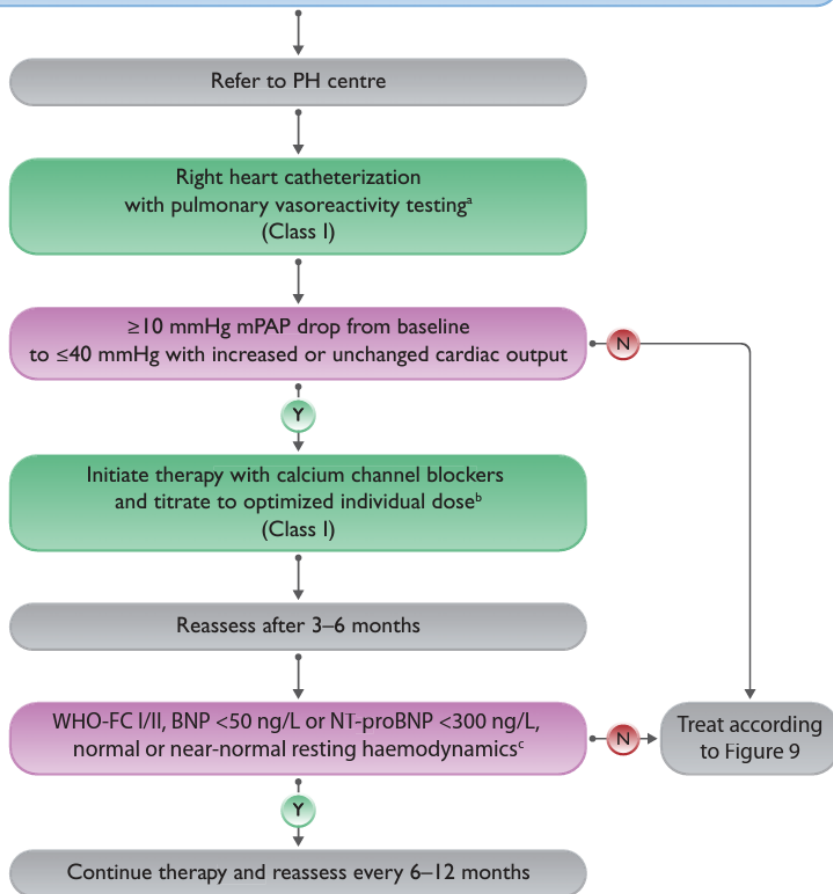 Refer to PH centre
Right heart catheterization
with pulmonary vasoreactivity testingᵃ
(Class I)
≥10 mmHg mPAP drop from baseline
to ≤40 mmHg with increased or unchanged cardiac output
N
Y
Initiate therapy with calcium channel blockers
and titrate to optimized individual doseᵇ
(Class I)
Reassess after 3–6 months
WHO-FC I/II, BNP <50 ng/L or NT-proBNP <300 ng/L,
normal or near-normal resting haemodynamicsᶜ
N
Treat according
to Figure 9
Y
Continue therapy and reassess every 6–12 months